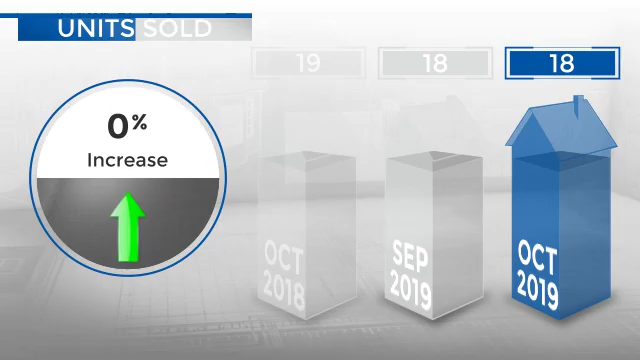 UNITS SOLD
19
18
18
0%
Increase
OCT
2018
SEP
2019
OCT
2019